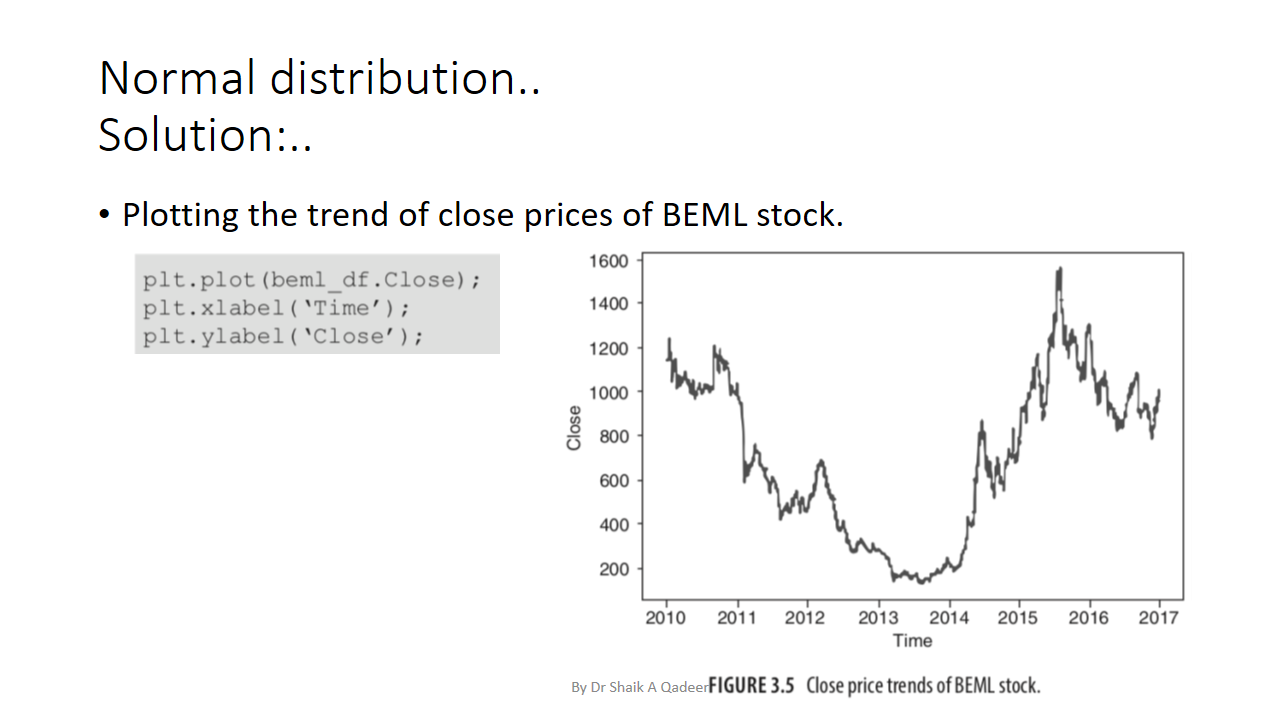 Normal distribution..
Solution:..
• Plotting the trend of close prices of BEML stock.
plt.plot(beml_df.Close);
plt.xlabel(‘Time’);
plt.ylabel(‘Close’);
1600
1400
1200
1000
800
600
400
200
Close
2010 2011 2012 2013 2014 2015 2016 2017
Time
By Dr Shaik A Qadeer
FIGURE 3.5 Close price trends of BEML stock.